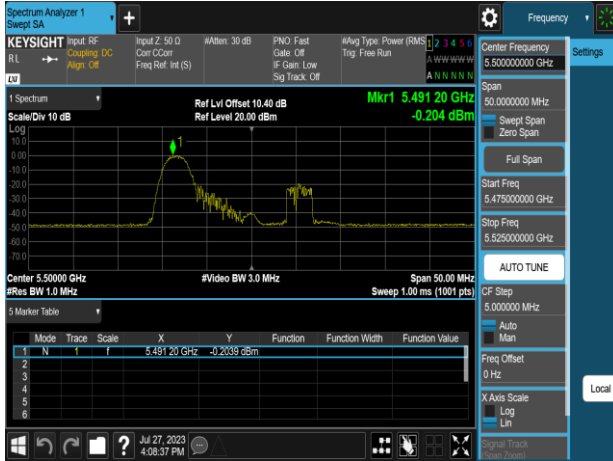 Spectrum Analyzer 1
Swept SA
+
Frequency
KEYSIGHT
RL
LXI
Input: RF
Coupling: DC
Align: Off
Input Z: 50 Ω
Corr CCorr
Freq Ref: Int (S)
#Atten: 30 dB
PNO: Fast
Gate: Off
IF Gain: Low
Sig Track: Off
#Avg Type: Power (RMS
Trig: Free Run
1 2 3 4 5 6
A W W W W W
A N N N N N
1 Spectrum
Scale/Div 10 dB
Ref Lvl Offset 10.40 dB
Ref Level 20.00 dBm
Mkr1 5.491 20 GHz
-0.204 dBm
Log
10.0
0.00
-10.0
-20.0
-30.0
-40.0
-50.0
-60.0
-70.0
1
Center 5.50000 GHz
#Res BW 1.0 MHz
#Video BW 3.0 MHz
Span 50.00 MHz
Sweep 1.00 ms (1001 pts)
5 Marker Table
Mode Trace Scale X Y Function Function Width Function Value
1 N 1 f 5.491 20 GHz -0.2039 dBm
2
3
4
5
6
Jul 27, 2023
4:08:37 PM
?
Center Frequency
5.500000000 GHz
Span
50.0000000 MHz
Swept Span
Zero Span
Full Span
Start Freq
5.475000000 GHz
Stop Freq
5.525000000 GHz
AUTO TUNE
CF Step
5.000000 MHz
Auto
Man
Freq Offset
0 Hz
X Axis Scale
Log
Lin
Signal Track
(Span Zoom)
Settings
Local